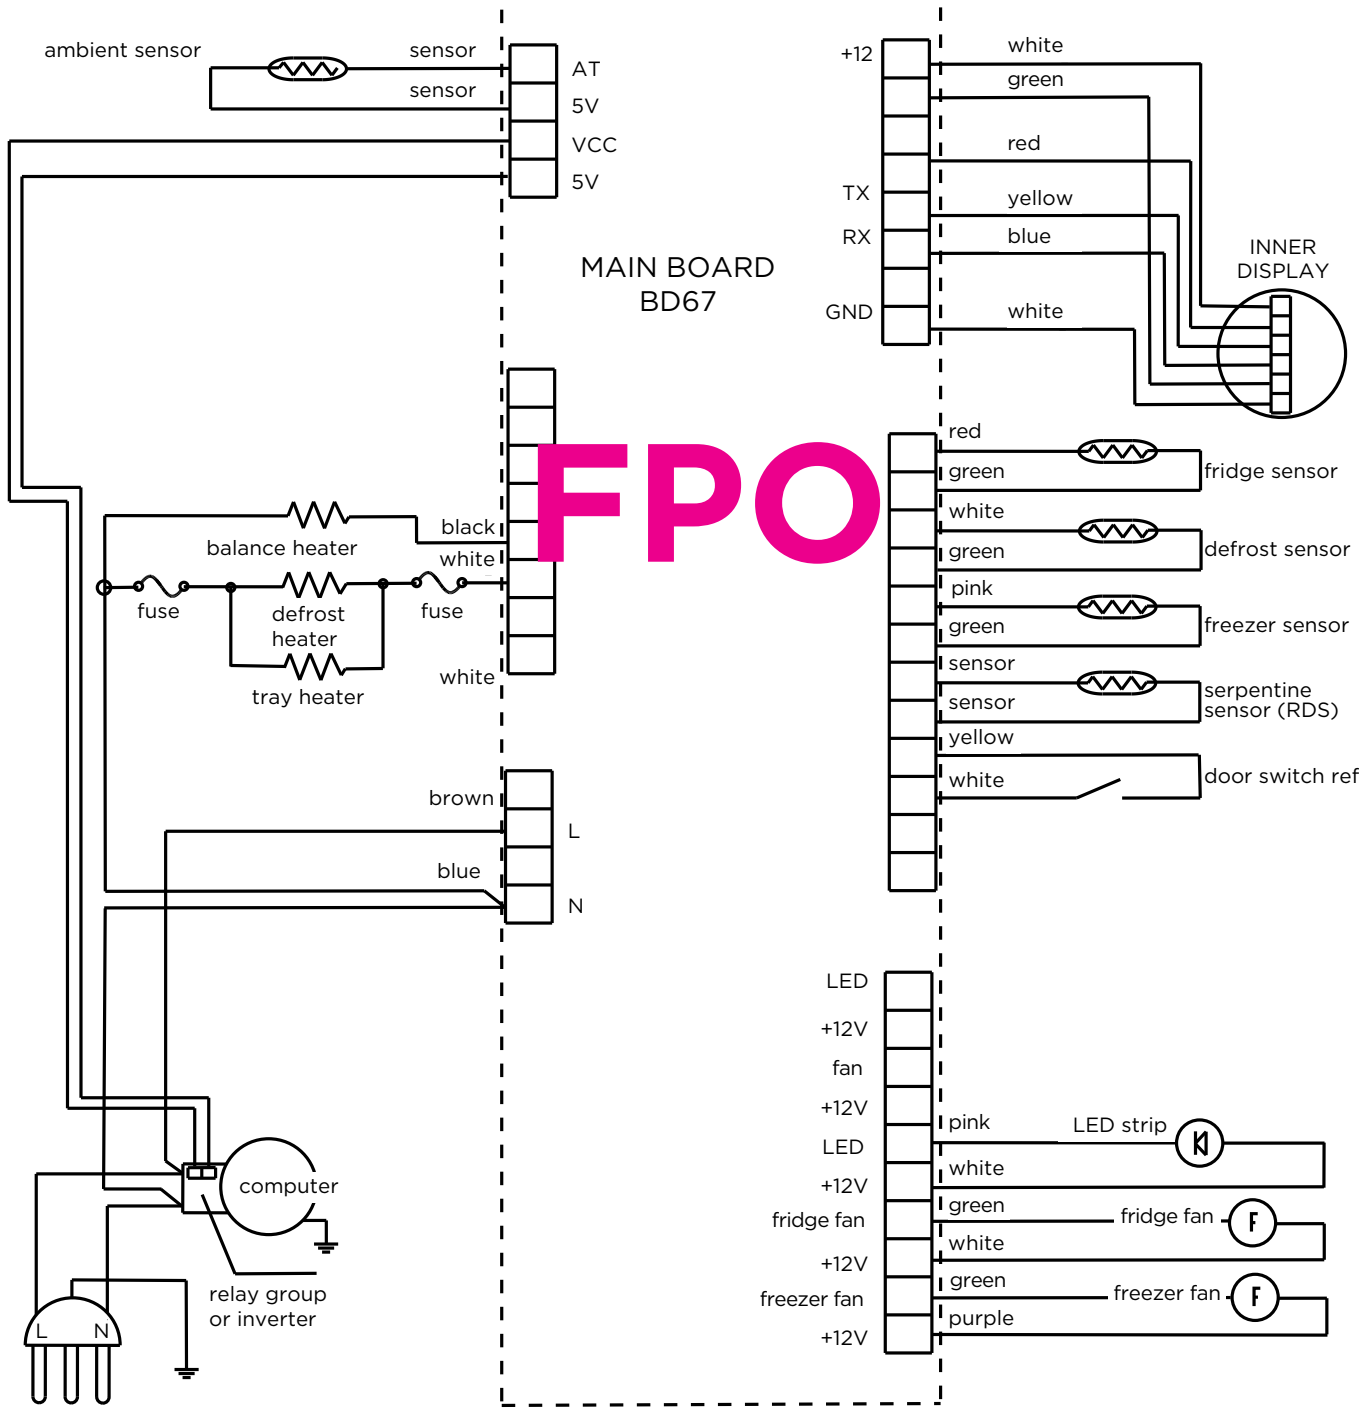 ambient sensor
sensor
sensor
AT
5V
VCC
5V
+12
TX
RX
GND
white
green
red
yellow
blue
white
INNER
DISPLAY
MAIN BOARD
BD67
FPO
black
white
white
balance heater
fuse
defrost
heater
fuse
tray heater
red
green
fridge sensor
white
green
defrost sensor
pink
green
freezer sensor
sensor
sensor
serpentine
sensor (RDS)
yellow
white
door switch ref
brown
L
blue
N
LED
+12V
fan
+12V
LED
+12V
fridge fan
+12V
freezer fan
+12V
pink
LED strip
white
green
fridge fan
F
white
green
freezer fan
F
purple
computer
relay group
or inverter
L
N